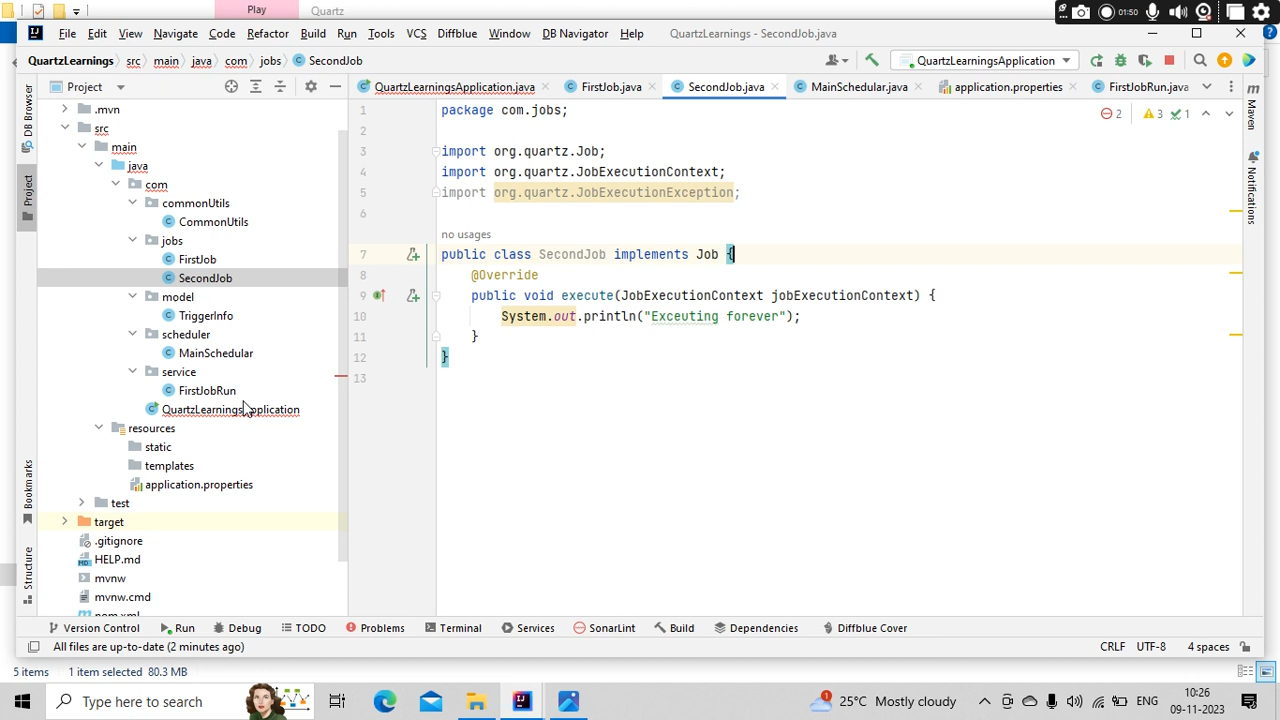 Play
Quartz
01:50
File Edit View Navigate Code Refactor Build Run Tools VCS Diffblue Window DB Navigator Help QuartzLearnings - SecondJob.java
QuartzLearnings src main java com jobs SecondJob
QuartzLearningsApplication
Project
QuartzLearningsApplication.java FirstJob.java SecondJob.java MainSchedular.java application.properties FirstJobRun.java
DB Browser
Project
Bookmarks
Structure
.mvn
src
main
java
com
commonUtils
CommonUtils
jobs
FirstJob
SecondJob
model
TriggerInfo
scheduler
MainSchedular
service
FirstJobRun
QuartzLearningsApplication
resources
static
templates
application.properties
test
target
.gitignore
HELP.md
mvnw
mvnw.cmd
pom.xml
2 3 1
1 package com.jobs;
2
3 import org.quartz.Job;
4 import org.quartz.JobExecutionContext;
5 import org.quartz.JobExecutionException;
6
no usages
7 public class SecondJob implements Job {
8 @Override
9 public void execute(JobExecutionContext jobExecutionContext) {
10 System.out.println("Exceuting forever");
11 }
12 }
13
m
Maven
Notifications
Version Control Run Debug TODO Problems Terminal Services SonarLint Build Dependencies Diffblue Cover
All files are up-to-date (2 minutes ago)
CRLF UTF-8 4 spaces
5 items 1 item selected 80.3 MB
Type here to search
25°C Mostly cloudy
10:26
09-11-2023